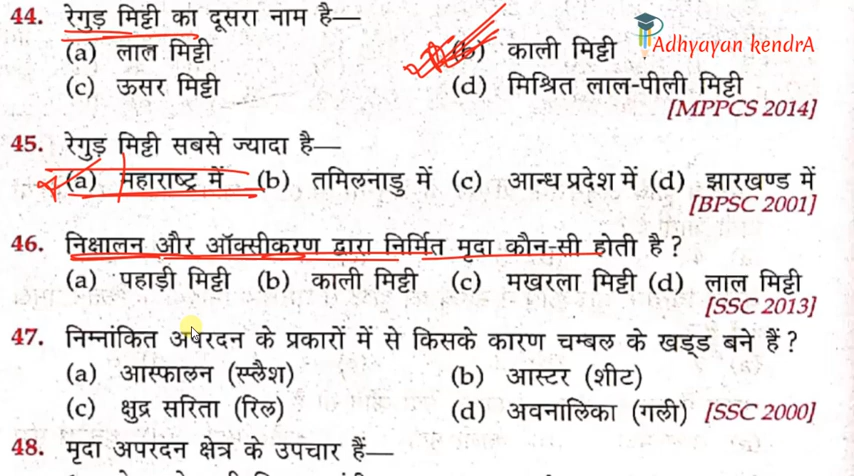 44. रेगुड़ मिट्टी का दूसरा नाम है—
(a) लाल मिट्टी (b) काली मिट्टी
Adhyayan kendrA
(c) ऊसर मिट्टी (d) मिश्रित लाल-पीली मिट्टी
[MPPCS 2014]
45. रेगुड़ मिट्टी सबसे ज्यादा है—
(a) महाराष्ट्र में (b) तमिलनाडु में (c) आन्ध्र प्रदेश में (d) झारखण्ड में
[BPSC 2001]
46. निक्षालन और ऑक्सीकरण द्वारा निर्मित मृदा कौन-सी होती है ?
(a) पहाड़ी मिट्टी (b) काली मिट्टी (c) मखरला मिट्टी (d) लाल मिट्टी
[SSC 2013]
47. निम्नांकित अपरदन के प्रकारों में से किसके कारण चम्बल के खड्ड बने हैं ?
(a) आस्फालन (स्प्लैश) (b) आस्टर (शीट)
(c) क्षुद्र सरिता (रिल) (d) अवनालिका (गली) [SSC 2000]
48. मृदा अपरदन क्षेत्र के उपचार हैं—